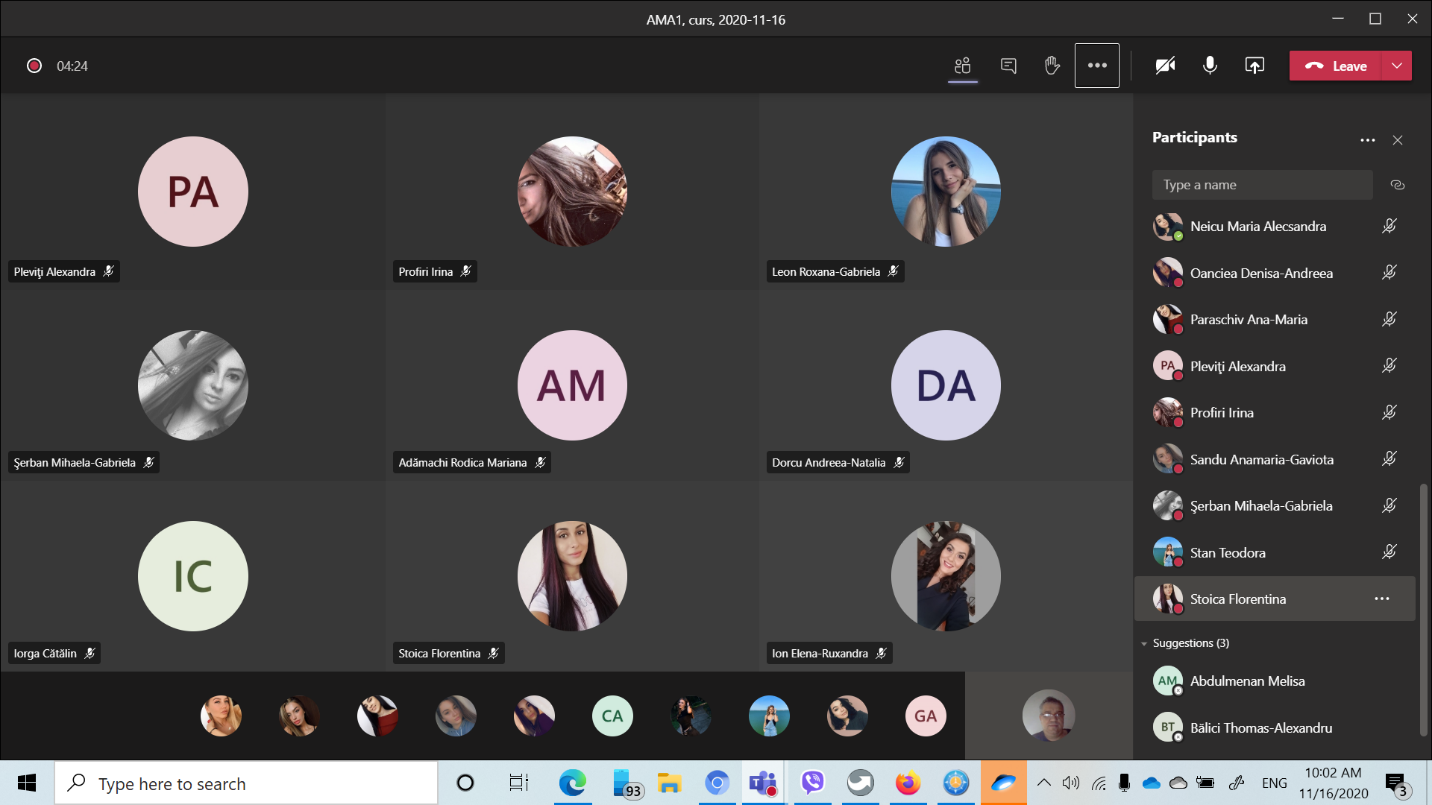 AMA1, curs, 2020-11-16
04:24
Leave
PA
Pleviţi Alexandra
Profiri Irina
Leon Roxana-Gabriela
Şerban Mihaela-Gabriela
AM
Adămachi Rodica Mariana
DA
Dorcu Andreea-Natalia
IC
Iorga Cătălin
Stoica Florentina
Ion Elena-Ruxandra
CA
GA
Participants
Type a name
Neicu Maria Alecsandra
Oanciea Denisa-Andreea
Paraschiv Ana-Maria
PA Pleviţi Alexandra
Profiri Irina
Sandu Anamaria-Gaviota
Şerban Mihaela-Gabriela
Stan Teodora
Stoica Florentina
Suggestions (3)
AM Abdulmenan Melisa
BT Bălici Thomas-Alexandru
Type here to search
93
ENG
10:02 AM
11/16/2020
3